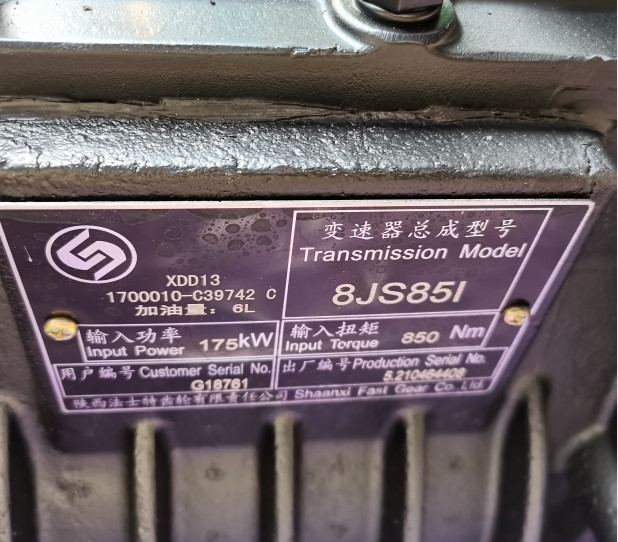 变速器总成型号
Transmission Model
8JS85I
XDD13
1700010-C39742 C
加油量: 6L
输入功率
Input Power 175kW
输入扭矩
Input Torque 850 Nm
用户编号 Customer Serial No.
G18761
出厂编号 Production Serial No.
5.210484408
陕西法士特齿轮有限责任公司 Shaanxi Fast Gear Co. Ltd